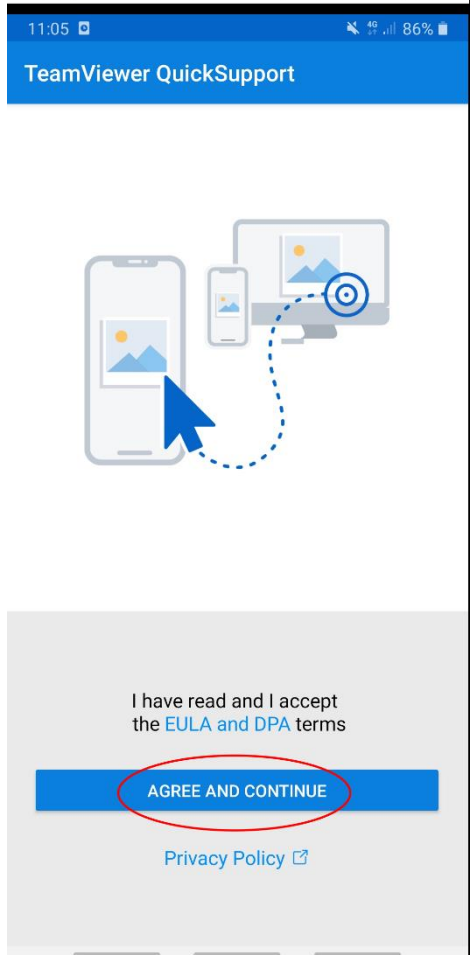 11:05 4G 86%
TeamViewer QuickSupport
I have read and I accept
the EULA and DPA terms
AGREE AND CONTINUE
Privacy Policy